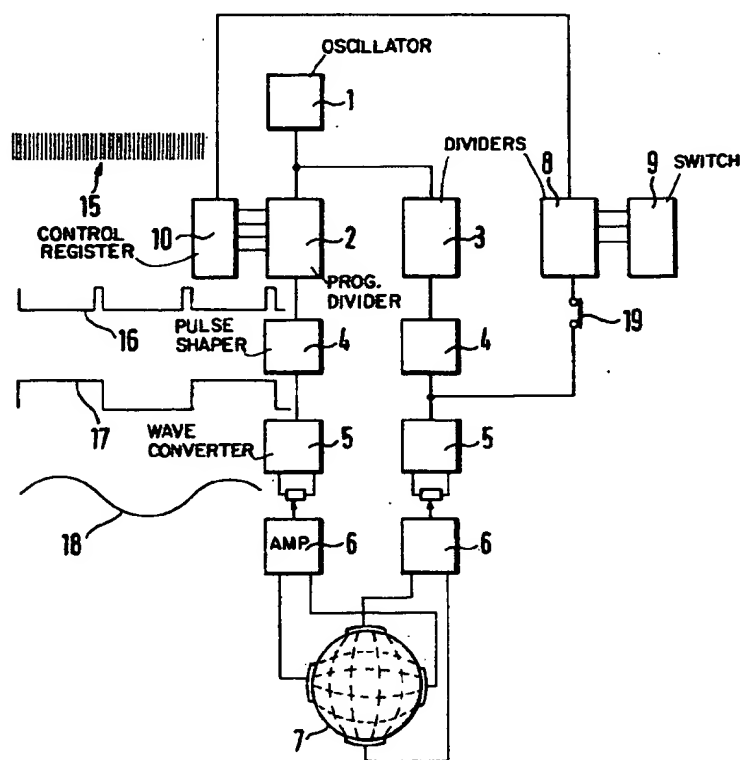 OSCILLATOR
1
15
DIVIDERS
8
9
SWITCH
CONTROL
REGISTER
10
2
3
PROG.
DIVIDER
16
PULSE
SHAPER
4
4
19
17
WAVE
CONVERTER
5
5
18
AMP.
6
6
7